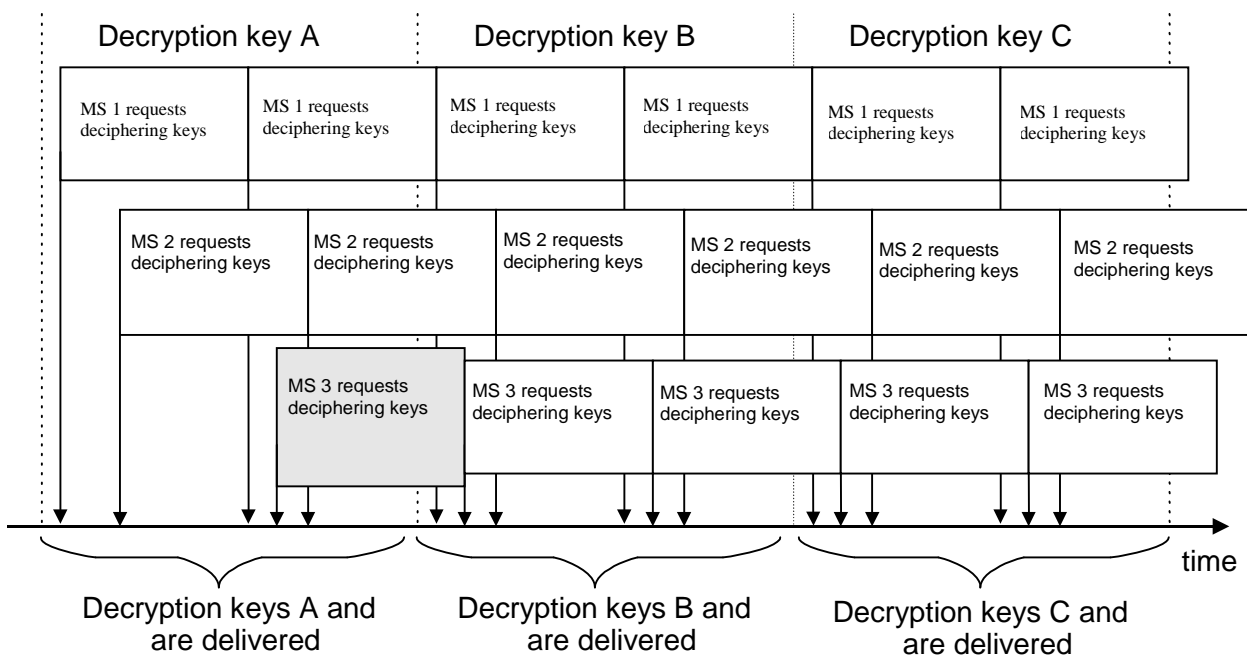 Decryption key A
Decryption key B
Decryption key C
MS 1 requests
deciphering keys
MS 1 requests
deciphering keys
MS 1 requests
deciphering keys
MS 1 requests
deciphering keys
MS 1 requests
deciphering keys
MS 1 requests
deciphering keys
MS 2 requests
deciphering keys
MS 2 requests
deciphering keys
MS 2 requests
deciphering keys
MS 2 requests
deciphering keys
MS 2 requests
deciphering keys
MS 2 requests
deciphering keys
MS 3 requests
deciphering keys
MS 3 requests
deciphering keys
MS 3 requests
deciphering keys
MS 3 requests
deciphering keys
MS 3 requests
deciphering keys
time
Decryption keys A and
are delivered
Decryption keys B and
are delivered
Decryption keys C and
are delivered